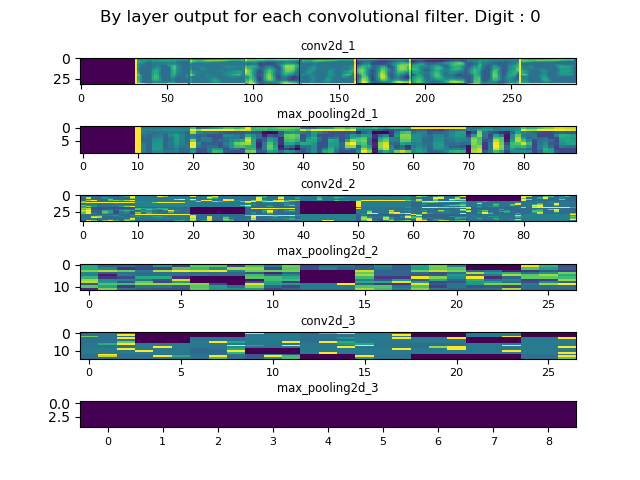 By layer output for each convolutional filter. Digit : 0
conv2d_1
0
25
0 50 100 150 200 250
max_pooling2d_1
0
5
0 10 20 30 40 50 60 70 80
conv2d_2
0
25
0 10 20 30 40 50 60 70 80
max_pooling2d_2
0
10
0 5 10 15 20 25
conv2d_3
0
10
0 5 10 15 20 25
max_pooling2d_3
0.0
2.5
0 1 2 3 4 5 6 7 8